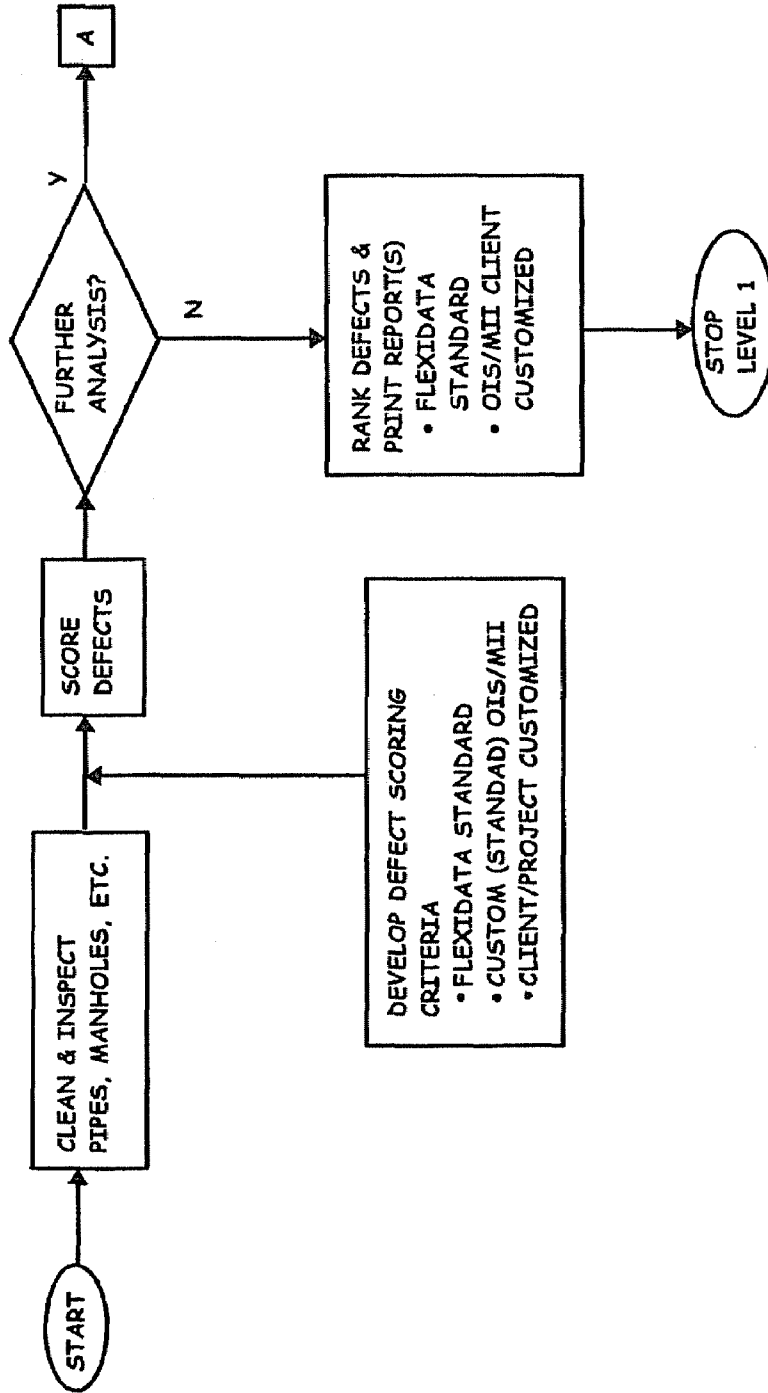 START
CLEAN & INSPECT
PIPES, MANHOLES, ETC.
SCORE
DEFECTS
FURTHER
ANALYSIS?
Y
A
N
DEVELOP DEFECT SCORING
CRITERIA
• FLEXIDATA STANDARD
• CUSTOM (STANDAD) OIS/MII
• CLIENT/PROJECT CUSTOMIZED
RANK DEFECTS &
PRINT REPORT(S)
• FLEXIDATA
STANDARD
• OIS/MII CLIENT
CUSTOMIZED
STOP
LEVEL 1